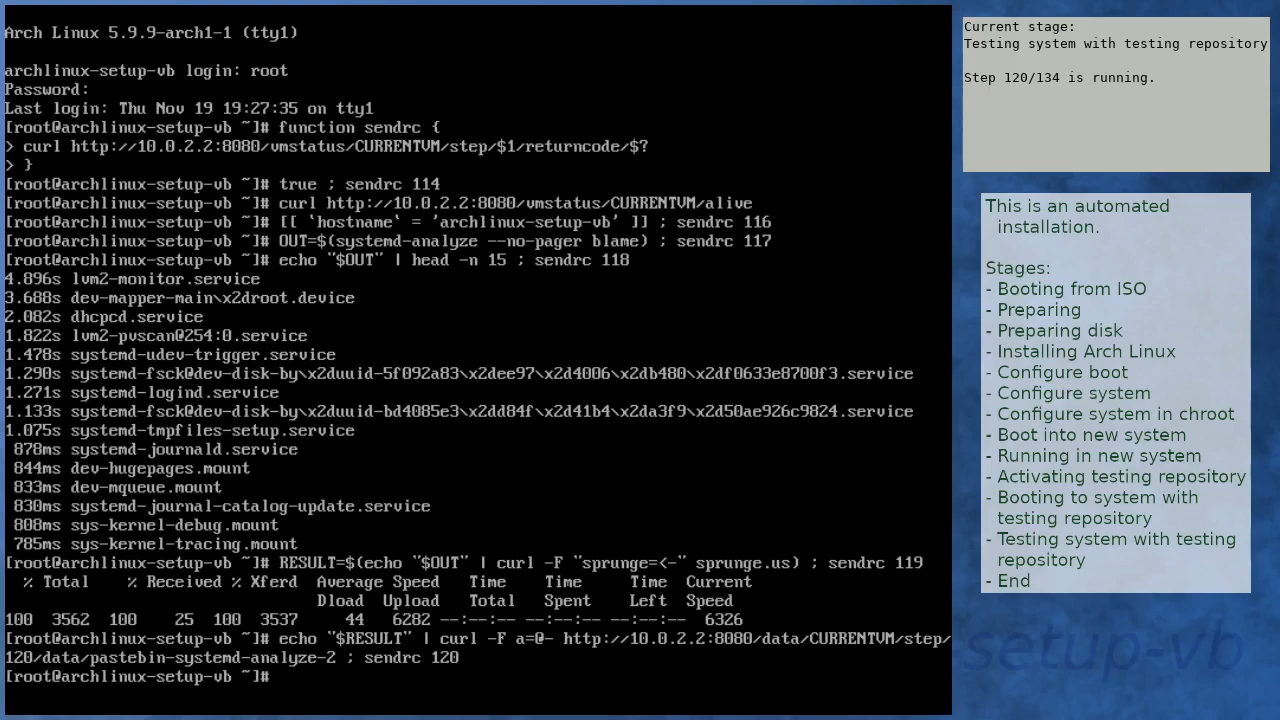 Arch Linux 5.9.9-arch1-1 (tty1)
archlinux-setup-vb login: root
Password:
Last login: Thu Nov 19 19:27:35 on tty1
[root@archlinux-setup-vb ~]# function sendrc {
> curl http://10.0.2.2:8080/vmstatus/CURRENTVM/step/$1/returncode/$?
> }
[root@archlinux-setup-vb ~]# true ; sendrc 114
[root@archlinux-setup-vb ~]# curl http://10.0.2.2:8080/vmstatus/CURRENTVM/alive
[root@archlinux-setup-vb ~]# [[ `hostname` = 'archlinux-setup-vb' ]] ; sendrc 116
[root@archlinux-setup-vb ~]# OUT=$(systemd-analyze --no-pager blame) ; sendrc 117
[root@archlinux-setup-vb ~]# echo "$OUT" | head -n 15 ; sendrc 118
4.896s lvm2-monitor.service
3.688s dev-mapper-main\x2droot.device
2.082s dhcpcd.service
1.822s lvm2-pvscan@254:0.service
1.478s systemd-udev-trigger.service
1.290s systemd-fsck@dev-disk-by\x2duuid-5f092a83\x2dee97\x2d4006\x2db480\x2df0633e8700f3.service
1.271s systemd-logind.service
1.133s systemd-fsck@dev-disk-by\x2duuid-bd4085e3\x2dd84f\x2d41b4\x2da3f9\x2d50ae926c9824.service
1.075s systemd-tmpfiles-setup.service
878ms systemd-journald.service
844ms dev-hugepages.mount
833ms dev-mqueue.mount
830ms systemd-journal-catalog-update.service
808ms sys-kernel-debug.mount
785ms sys-kernel-tracing.mount
[root@archlinux-setup-vb ~]# RESULT=$(echo "$OUT" | curl -F "sprunge=<-" sprunge.us) ; sendrc 119
% Total % Received % Xferd Average Speed Time Time Time Current
Dload Upload Total Spent Left Speed
100 3562 100 25 100 3537 44 6282 --:--:-- --:--:-- --:--:-- 6326
[root@archlinux-setup-vb ~]# echo "$RESULT" | curl -F a=@- http://10.0.2.2:8080/data/CURRENTVM/step/
120/data/pastebin-systemd-analyze-2 ; sendrc 120
[root@archlinux-setup-vb ~]#
Current stage:
Testing system with testing repository
Step 120/134 is running.
This is an automated
installation.
Stages:
- Booting from ISO
- Preparing
- Preparing disk
- Installing Arch Linux
- Configure boot
- Configure system
- Configure system in chroot
- Boot into new system
- Running in new system
- Activating testing repository
- Booting to system with
testing repository
- Testing system with testing
repository
- End
setup-vb